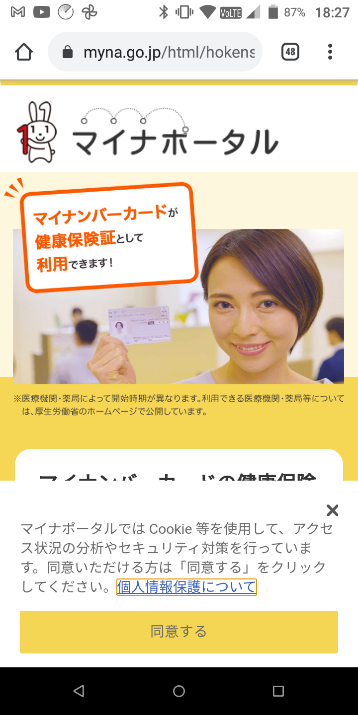 VoLTE 87% 18:27
myna.go.jp/html/hokens 48
マイナポータル
マイナンバーカードが
健康保険証として
利用できます!
※医療機関・薬局によって開始時期が異なります。利用できる医療機関・薬局等について
は、厚生労働省のホームページで公開しています。
マイナンバーカードの健康保険
マイナポータルでは Cookie 等を使用して、アクセ
ス状況の分析やセキュリティ対策を行っていま
す。同意いただける方は「同意する」をクリック
してください。個人情報保護について
同意する